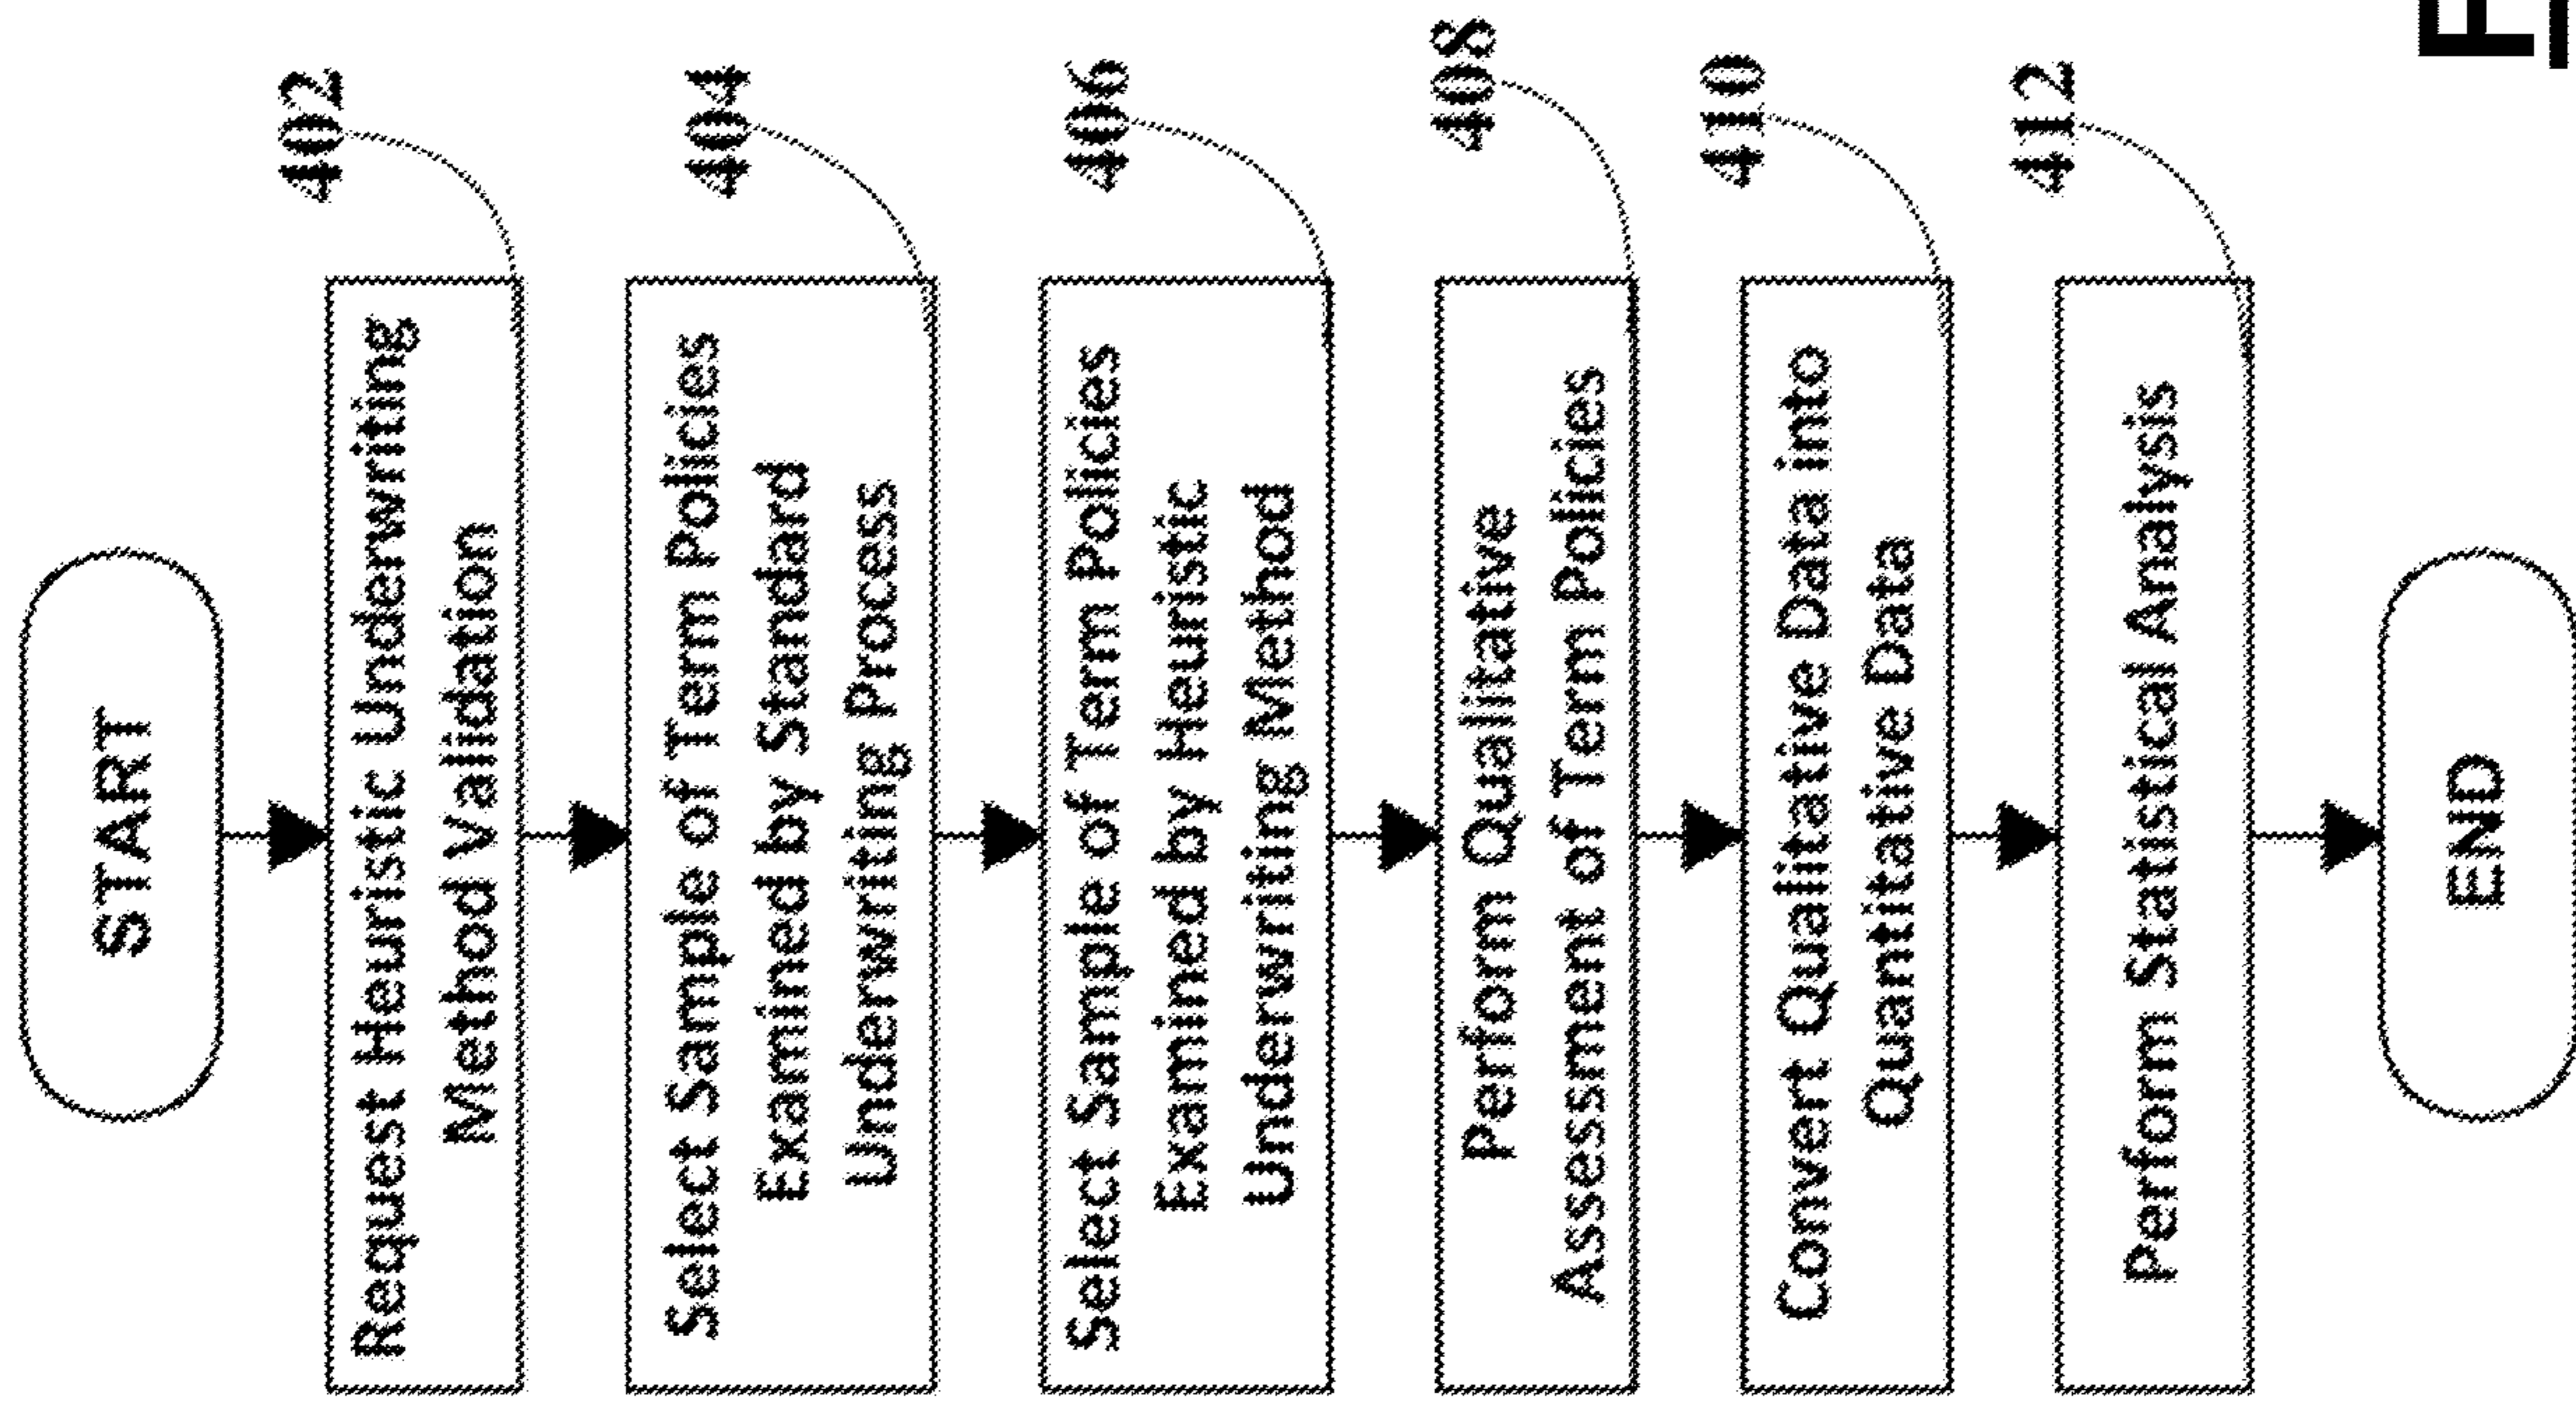 START
402
Request Heuristic Underwriting
Method Validation
404
Select Sample of Term Policies
Examined by Standard
Underwriting Process
406
Select Sample of Term Policies
Examined by Heuristic
Underwriting Method
408
Perform Qualitative
Assessment of Term Policies
410
Convert Qualitative Data into
Quantitative Data
412
Perform Statistical Analysis
END
F